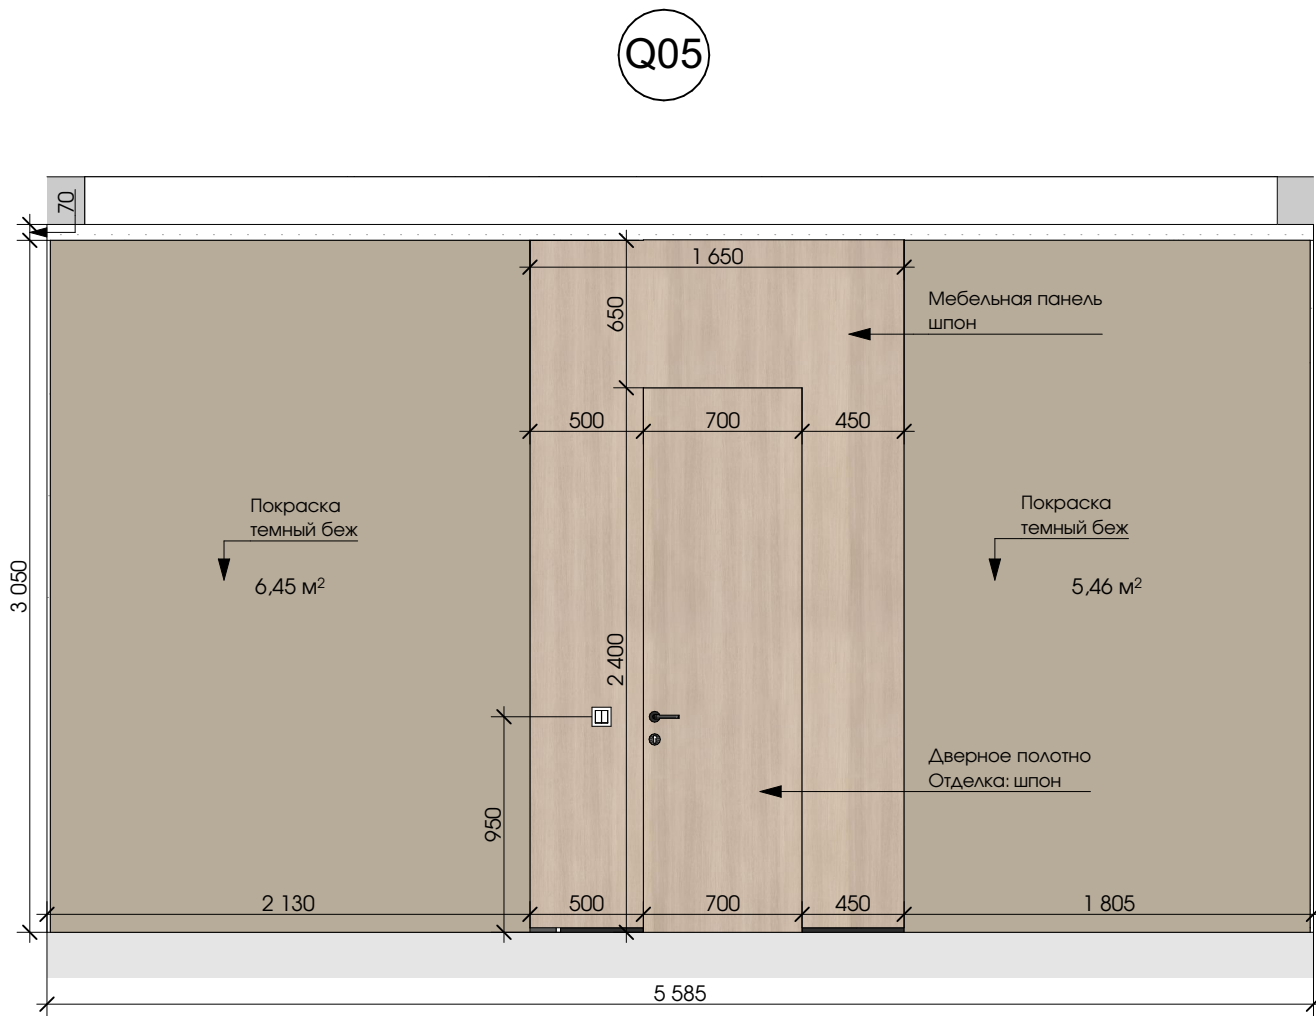 Q05
70
1 650
650
Мебельная панель
шпон
500
700
450
Покраска
темный беж
6,45 м²
Покраска
темный беж
5,46 м²
3 050
2 400
950
Дверное полотно
Отделка: шпон
2 130
500
700
450
1 805
5 585